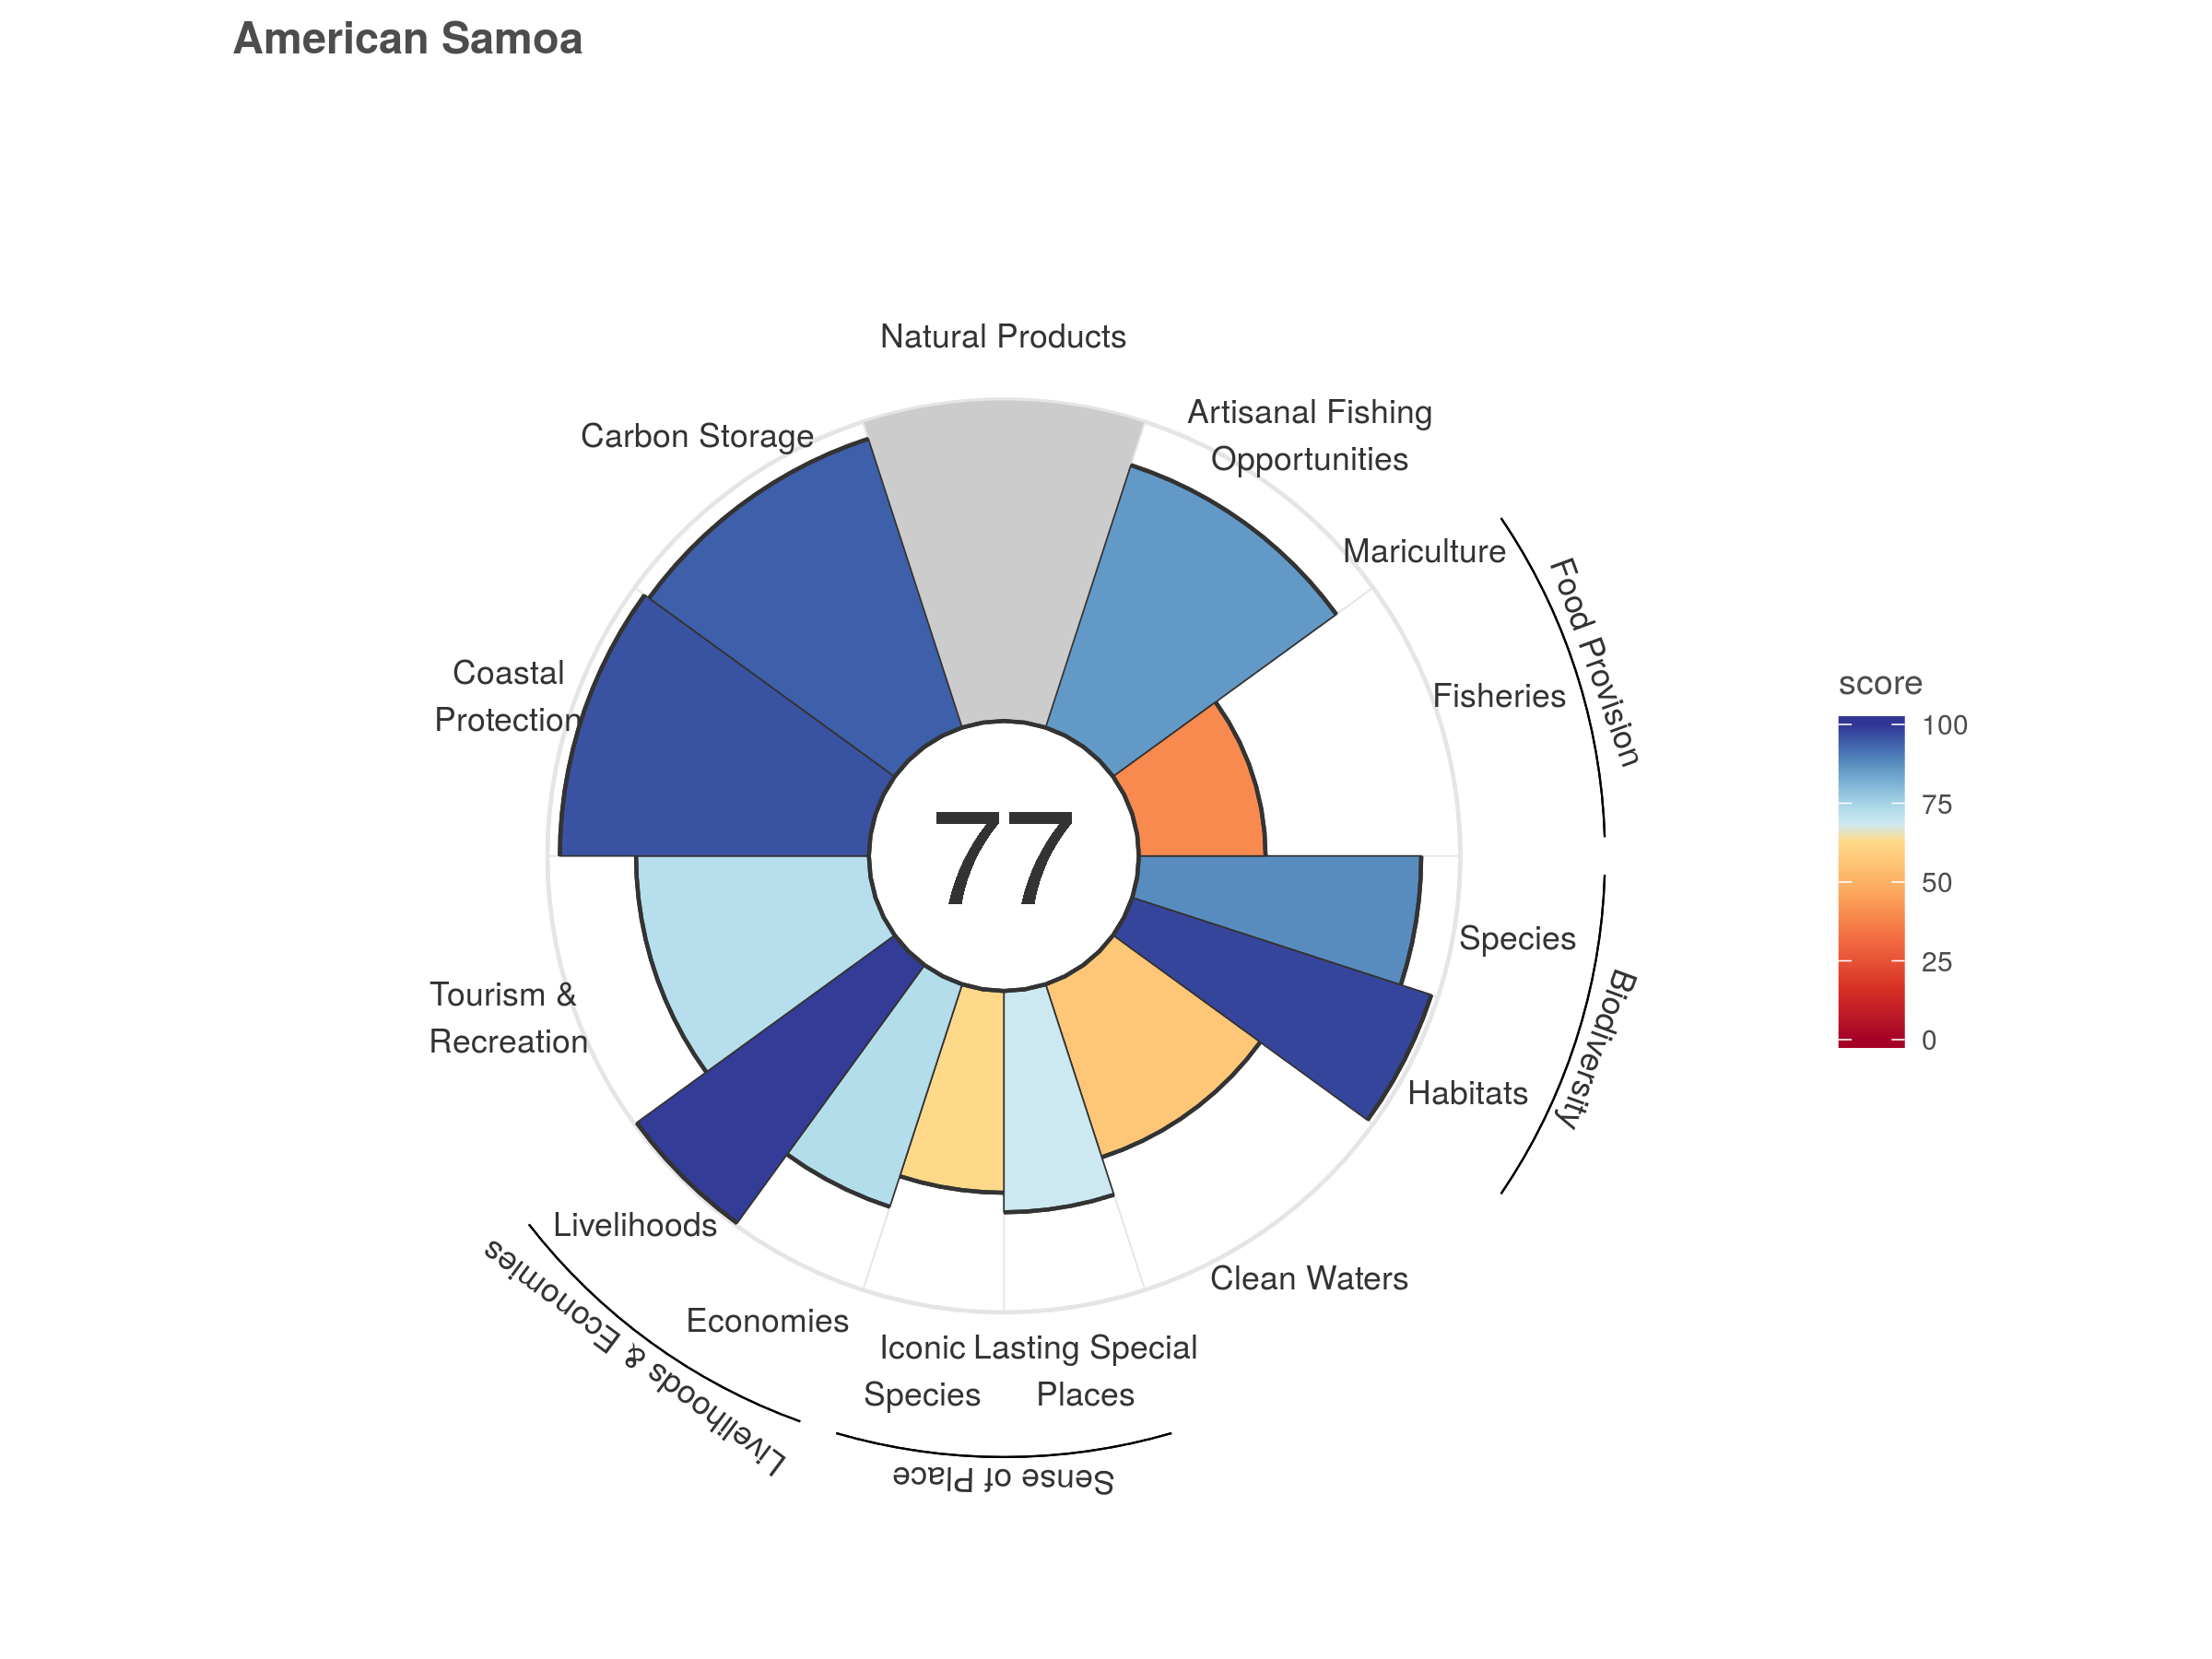 American Samoa
Natural Products
Artisanal Fishing
Opportunities
Carbon Storage
Mariculture
Food Provision
Coastal
Protection
Fisheries
77
score
100
75
50
25
0
Species
Biodiversity
Tourism &
Recreation
Habitats
Livelihoods
Livelihoods & Economies
Clean Waters
Economies
Iconic
Species
Lasting Special
Places
Sense of Place